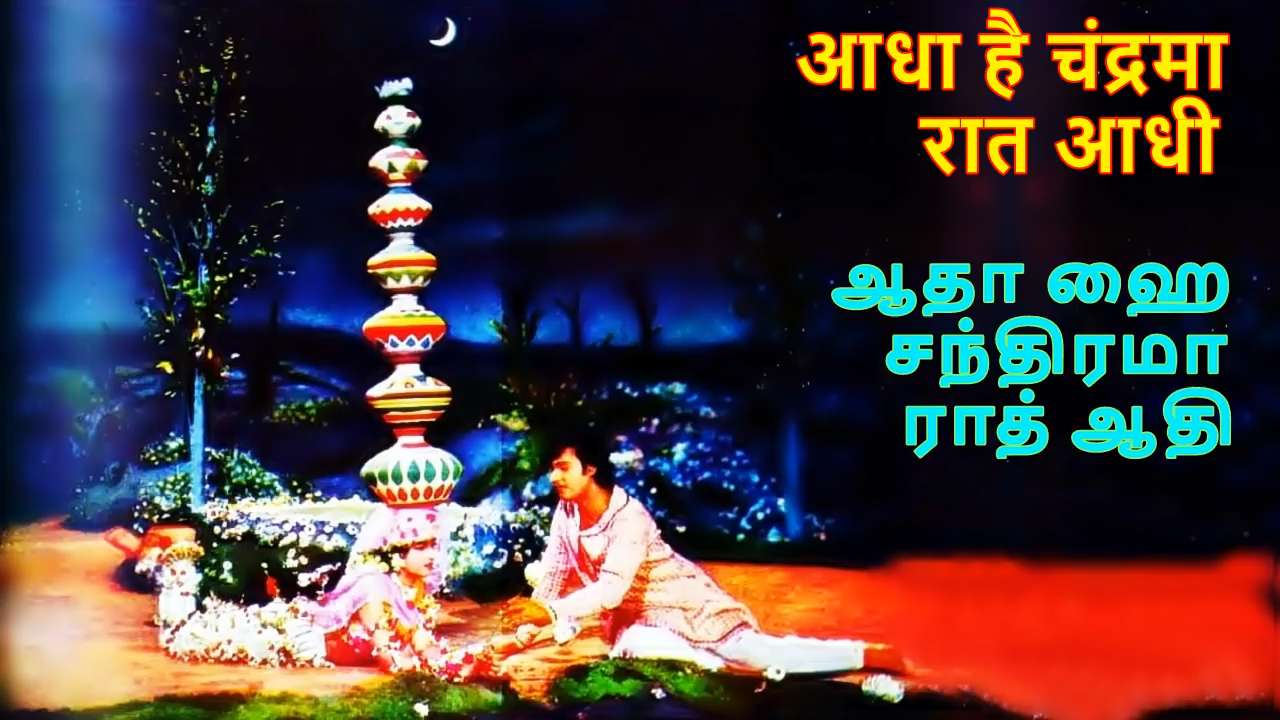 आधा है चंद्रमा
रात आधी
ஆதா ஹை
சந்திரமா
ராத் ஆதி